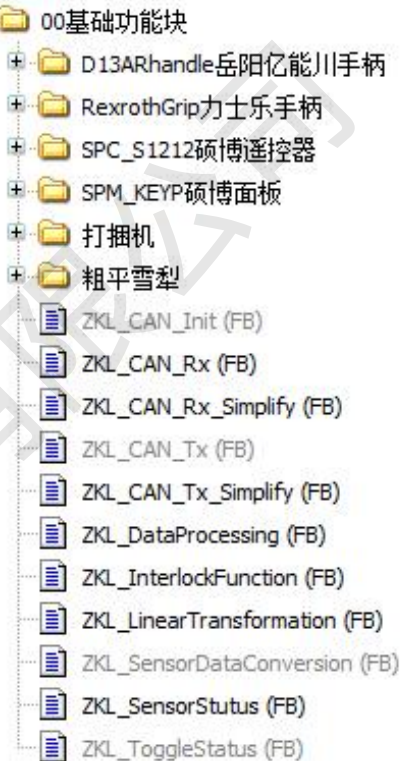 00基础功能块
D13ARhandle岳阳亿能川手柄
RexrothGrip力士乐手柄
SPC_S1212硕博遥控器
SPM_KEYP硕博面板
打捆机
粗平雪犁
ZKL_CAN_Init (FB)
ZKL_CAN_Rx (FB)
ZKL_CAN_Rx_Simplify (FB)
ZKL_CAN_Tx (FB)
ZKL_CAN_Tx_Simplify (FB)
ZKL_DataProcessing (FB)
ZKL_InterlockFunction (FB)
ZKL_LinearTransformation (FB)
ZKL_SensorDataConversion (FB)
ZKL_SensorStutus (FB)
ZKL_ToggleStatus (FB)